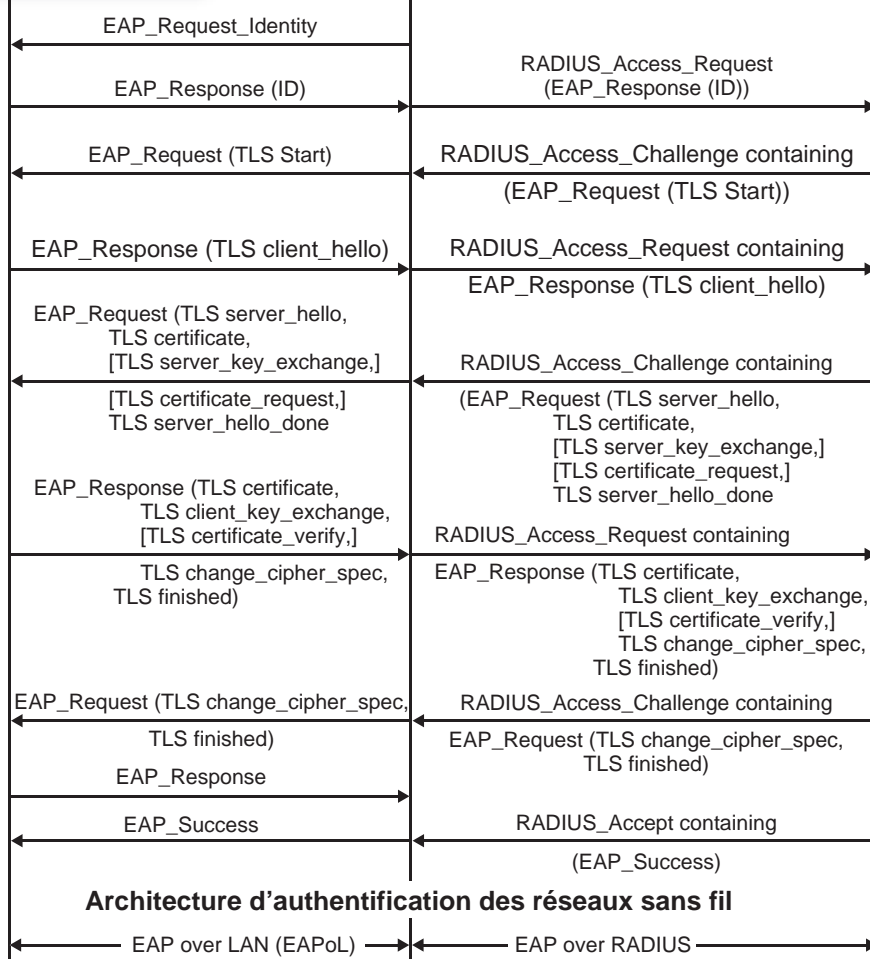 EAP_Request_Identity
EAP_Response (ID)
RADIUS_Access_Request
(EAP_Response (ID))
EAP_Request (TLS Start)
RADIUS_Access_Challenge containing
(EAP_Request (TLS Start))
EAP_Response (TLS client_hello)
RADIUS_Access_Request containing
EAP_Response (TLS client_hello)
EAP_Request (TLS server_hello,
TLS certificate,
[TLS server_key_exchange,]
[TLS certificate_request,]
TLS server_hello_done
RADIUS_Access_Challenge containing
(EAP_Request (TLS server_hello,
TLS certificate,
[TLS server_key_exchange,]
[TLS certificate_request,]
TLS server_hello_done
EAP_Response (TLS certificate,
TLS client_key_exchange,
[TLS certificate_verify,]
TLS change_cipher_spec,
TLS finished)
RADIUS_Access_Request containing
EAP_Response (TLS certificate,
TLS client_key_exchange,
[TLS certificate_verify,]
TLS change_cipher_spec,
TLS finished)
EAP_Request (TLS change_cipher_spec,
TLS finished)
RADIUS_Access_Challenge containing
EAP_Request (TLS change_cipher_spec,
TLS finished)
EAP_Response
EAP_Success
RADIUS_Accept containing
(EAP_Success)
Architecture d'authentification des réseaux sans fil
EAP over LAN (EAPoL)
EAP over RADIUS